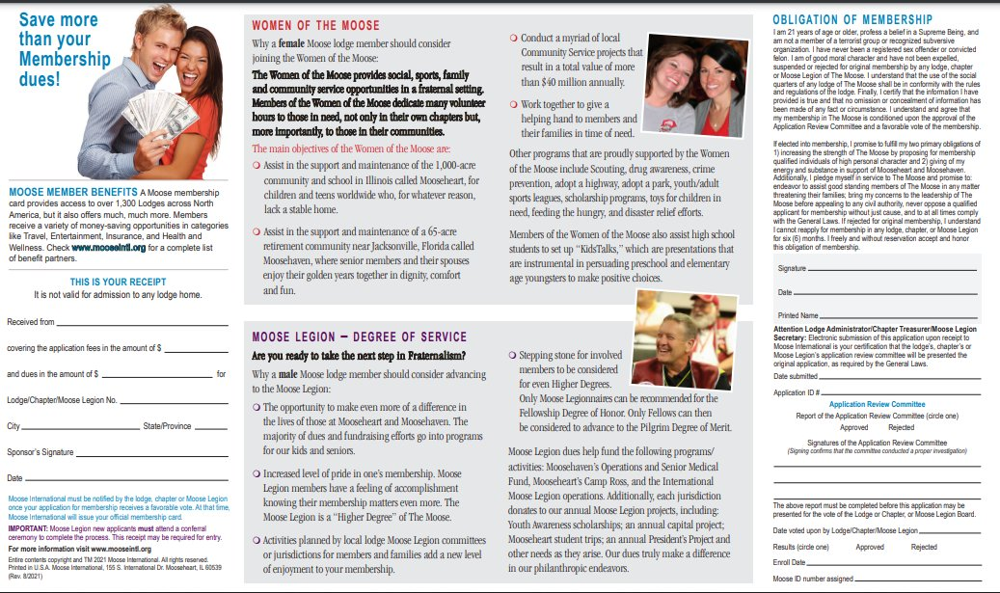 Save more
than your
Membership
dues!
MOOSE MEMBER BENEFITS A Moose membership
card provides access to over 1,300 Lodges across North
America, but it also offers much, much more. Members
receive a variety of money-saving opportunities in categories
like Travel, Entertainment, Insurance, and Health and
Wellness. Check www.mooseintl.org for a complete list
of benefit partners.
THIS IS YOUR RECEIPT
It is not valid for admission to any lodge home.
Received from
covering the application fees in the amount of $
and dues in the amount of $ for
Lodge/Chapter/Moose Legion No.
City State/Province
Sponsor's Signature
Date
Moose International must be notified by the lodge, chapter or Moose Legion
once your application for membership receives a favorable vote. At that time,
Moose International will issue your official membership card.
IMPORTANT: Moose Legion new applicants must attend a conferral
ceremony to complete the process. This receipt may be required for entry.
For more information visit www.mooseintl.org
Entire contents copyright and TM 2021 Moose International. All rights reserved.
Printed in U.S.A. Moose International, 155 S. International Dr. Mooseheart, IL 60539
(Rev. 8/2021)
WOMEN OF THE MOOSE
Why a female Moose lodge member should consider
joining the Women of the Moose:
The Women of the Moose provides social, sports, family
and community service opportunities in a fraternal setting.
Members of the Women of the Moose dedicate many volunteer
hours to those in need, not only in their own chapters but,
more importantly, to those in their communities.
The main objectives of the Women of the Moose are:
❍ Assist in the support and maintenance of the 1,000-acre
community and school in Illinois called Mooseheart, for
children and teens worldwide who, for whatever reason,
lack a stable home.
❍ Assist in the support and maintenance of a 65-acre
retirement community near Jacksonville, Florida called
Moosehaven, where senior members and their spouses
enjoy their golden years together in dignity, comfort
and fun.
❍ Conduct a myriad of local
Community Service projects that
result in a total value of more
than $40 million annually.
❍ Work together to give a
helping hand to members and
their families in time of need.
Other programs that are proudly supported by the Women
of the Moose include Scouting, drug awareness, crime
prevention, adopt a highway, adopt a park, youth/adult
sports leagues, scholarship programs, toys for children in
need, feeding the hungry, and disaster relief efforts.
Members of the Women of the Moose also assist high school
students to set up “KidsTalks,” which are presentations that
are instrumental in persuading preschool and elementary
age youngsters to make positive choices.
MOOSE LEGION – DEGREE OF SERVICE
Are you ready to take the next step in Fraternalism?
Why a male Moose lodge member should consider advancing
to the Moose Legion:
❍ The opportunity to make even more of a difference in
the lives of those at Mooseheart and Moosehaven. The
majority of dues and fundraising efforts go into programs
for our kids and seniors.
❍ Increased level of pride in one's membership. Moose
Legion members have a feeling of accomplishment
knowing their membership matters even more. The
Moose Legion is a “Higher Degree” of The Moose.
❍ Activities planned by local lodge Moose Legion committees
or jurisdictions for members and families add a new level
of enjoyment to your membership.
❍ Stepping stone for involved
members to be considered
for even Higher Degrees.
Only Moose Legionnaires can be recommended for the
Fellowship Degree of Honor. Only Fellows can then
be considered to advance to the Pilgrim Degree of Merit.
Moose Legion dues help fund the following programs/
activities: Moosehaven's Operations and Senior Medical
Fund, Mooseheart's Camp Ross, and the International
Moose Legion operations. Additionally, each jurisdiction
donates to our annual Moose Legion projects, including:
Youth Awareness scholarships; an annual capital project;
Mooseheart student trips; an annual President's Project and
other needs as they arise. Our dues truly make a difference
in our philanthropic endeavors.
OBLIGATION OF MEMBERSHIP
I am 21 years of age or older, profess a belief in a Supreme Being, and
am not a member of a terrorist group or recognized subversive
organization. I have never been a registered sex offender or convicted
felon. I am of good moral character and have not been expelled,
suspended or rejected for original membership by any lodge, chapter
or Moose Legion of The Moose. I understand that the use of the social
quarters of any lodge of The Moose shall be in conformity with the rules
and regulations of the lodge. Finally, I certify that the information I have
provided is true and that no omission or concealment of information has
been made of any fact or circumstance. I understand and agree that
my membership in The Moose is conditioned upon the approval of the
Application Review Committee and a favorable vote of the membership.
If elected into membership, I promise to fulfill my two primary obligations of
1) increasing the strength of The Moose by proposing for membership
qualified individuals of high personal character and 2) giving of my
energy and substance in support of Mooseheart and Moosehaven.
Additionally, I pledge myself in service to The Moose and promise to:
endeavor to assist good standing members of The Moose in any matter
threatening their families; bring my concerns to the leadership of The
Moose before appealing to any civil authority, never oppose a qualified
applicant for membership without just cause, and to at all times comply
with the General Laws. If rejected for original membership, I understand
I cannot reapply for membership in any lodge, chapter, or Moose Legion
for six (6) months. I freely and without reservation accept and honor
this obligation of membership.
Signature
Date
Printed Name
Attention Lodge Administrator/Chapter Treasurer/Moose Legion
Secretary: Electronic submission of this application upon receipt to
Moose International is your certification that the lodge's, chapter's or
Moose Legion's application review committee will be presented the
original application, as required by the General Laws.
Date submitted
Application ID #
Application Review Committee
Report of the Application Review Committee (circle one)
Approved Rejected
Signatures of the Application Review Committee
(Signing confirms that the committee conducted a proper investigation)
The above report must be completed before this application may be
presented for the vote of the Lodge or Chapter, or Moose Legion Board.
Date voted upon by Lodge/Chapter/Moose Legion
Results (circle one) Approved Rejected
Enroll Date
Moose ID number assigned